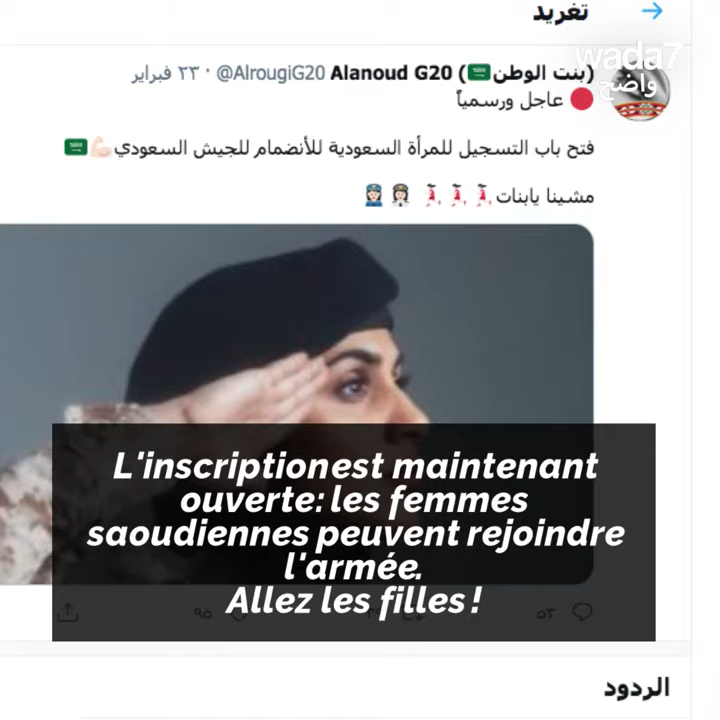 تغريد
wada7
واضح
Alanoud G20 (بنت الوطن🇸🇦) @AlrougiG20 · ٢٣ فبراير
🔴 عاجل ورسمياً
فتح باب التسجيل للمرأة السعودية للأنضمام للجيش السعودي💪🏻🇸🇦
مشينا يابنات💃🏻💃🏻💃🏻 👩🏻‍✈️👮🏻‍♀️
L'inscriptionest maintenant
ouverte: les femmes
saoudiennes peuvent rejoindre
l'armée.
Allez les filles !
٥٣ ٩٥
الردود